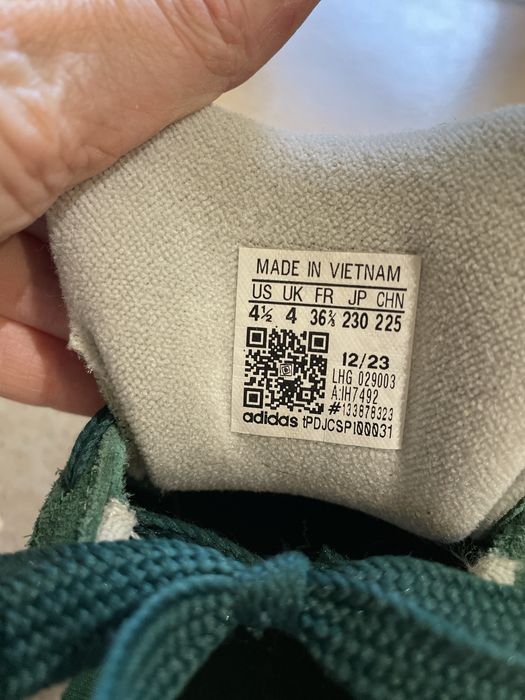 MADE IN VIETNAM
US UK FR JP CHN
4½ 4 36⅔ 230 225
12/23
LHG 029003
A:IH7492
#133878323
adidas tPDJCSPI00031